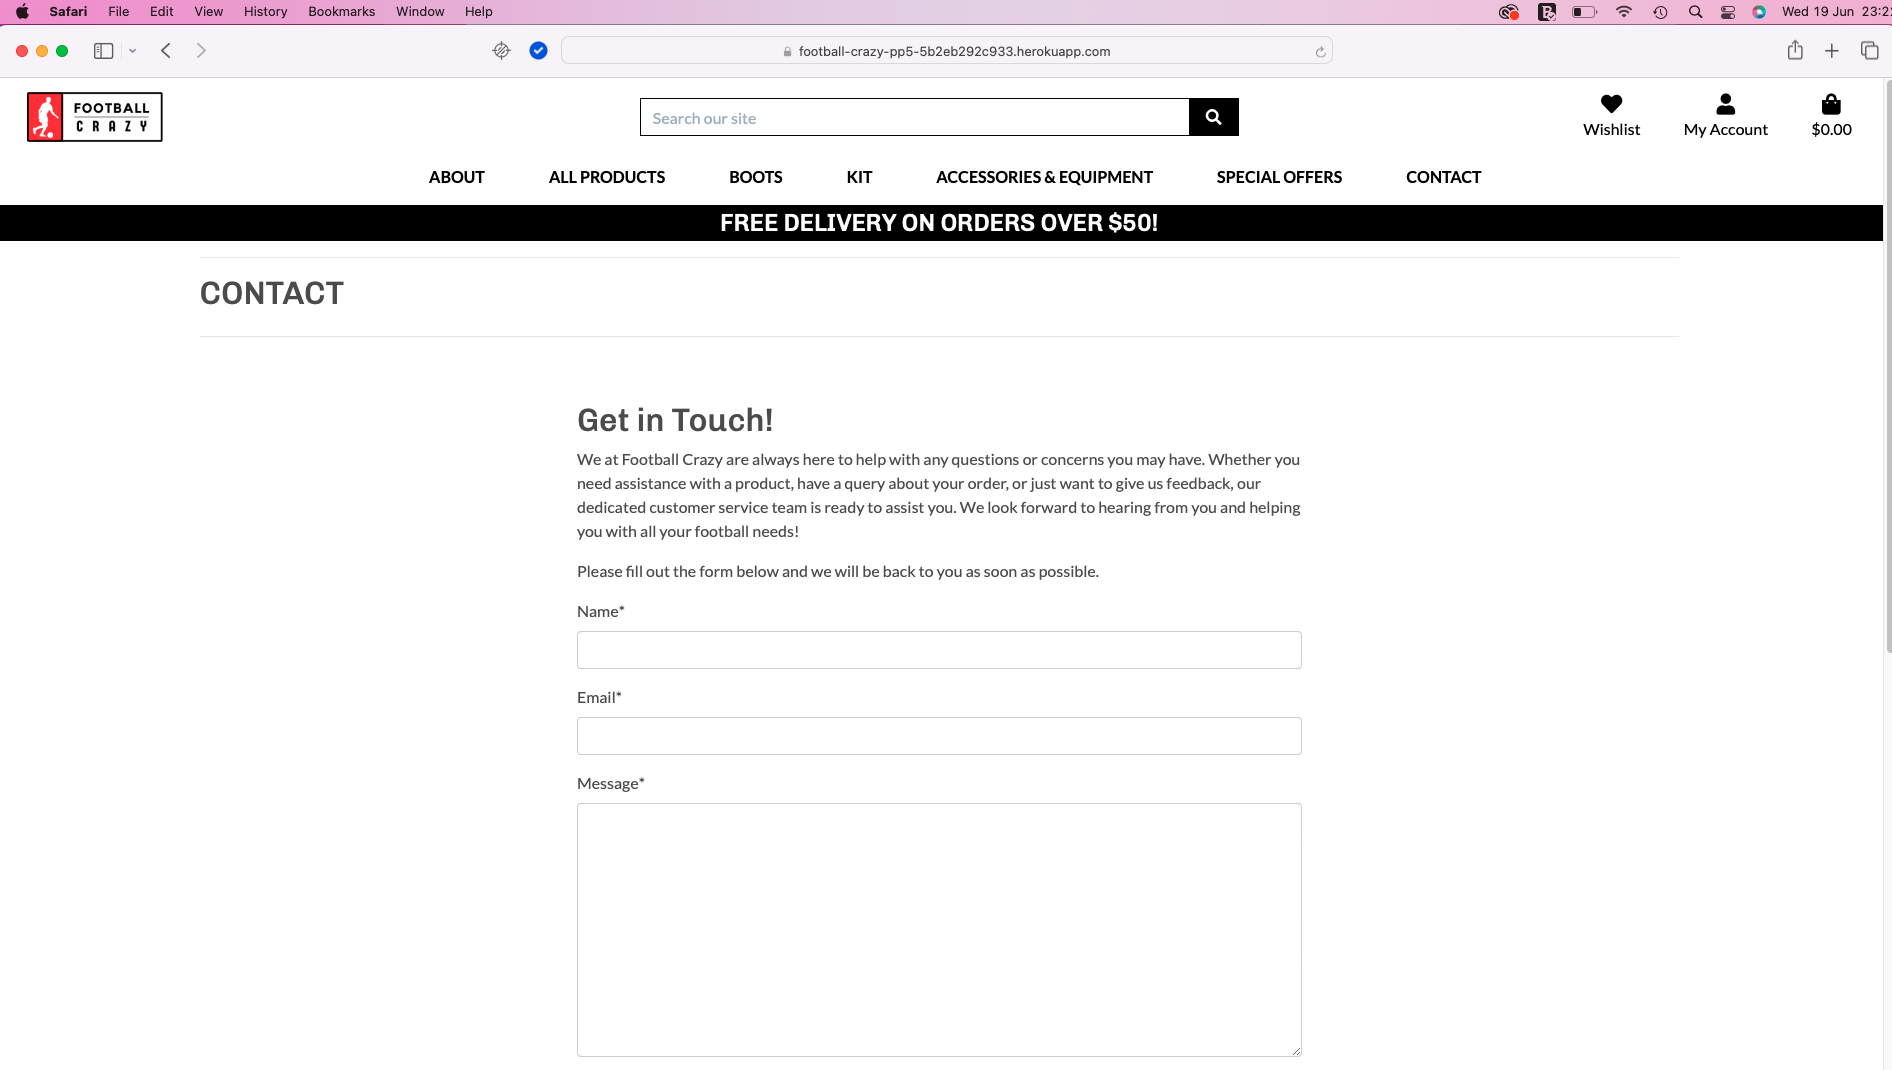 Safari File Edit View History Bookmarks Window Help
Wed 19 Jun 23:2
football-crazy-pp5-5b2eb292c933.herokuapp.com
FOOTBALL
CRAZY
Search our site
Wishlist
My Account
$0.00
ABOUT
ALL PRODUCTS
BOOTS
KIT
ACCESSORIES & EQUIPMENT
SPECIAL OFFERS
CONTACT
FREE DELIVERY ON ORDERS OVER $50!
CONTACT
Get in Touch!
We at Football Crazy are always here to help with any questions or concerns you may have. Whether you
need assistance with a product, have a query about your order, or just want to give us feedback, our
dedicated customer service team is ready to assist you. We look forward to hearing from you and helping
you with all your football needs!
Please fill out the form below and we will be back to you as soon as possible.
Name*
Email*
Message*